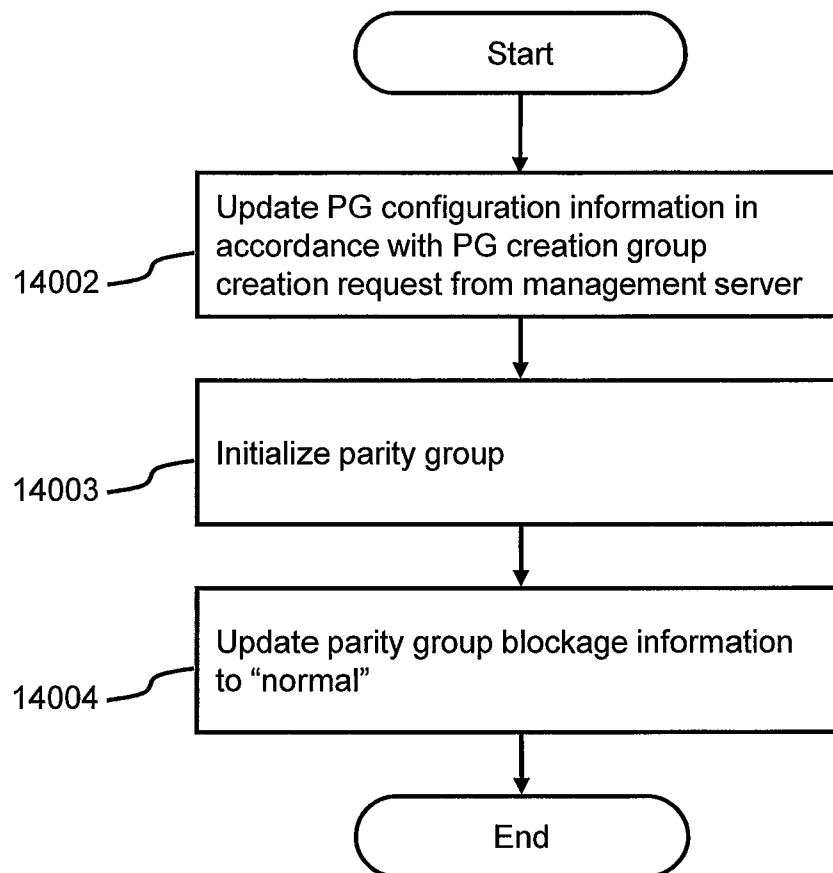 Start
Update PG configuration information in
accordance with PG creation group
creation request from management server
14002
Initialize parity group
14003
Update parity group blockage information
to “normal”
14004
End